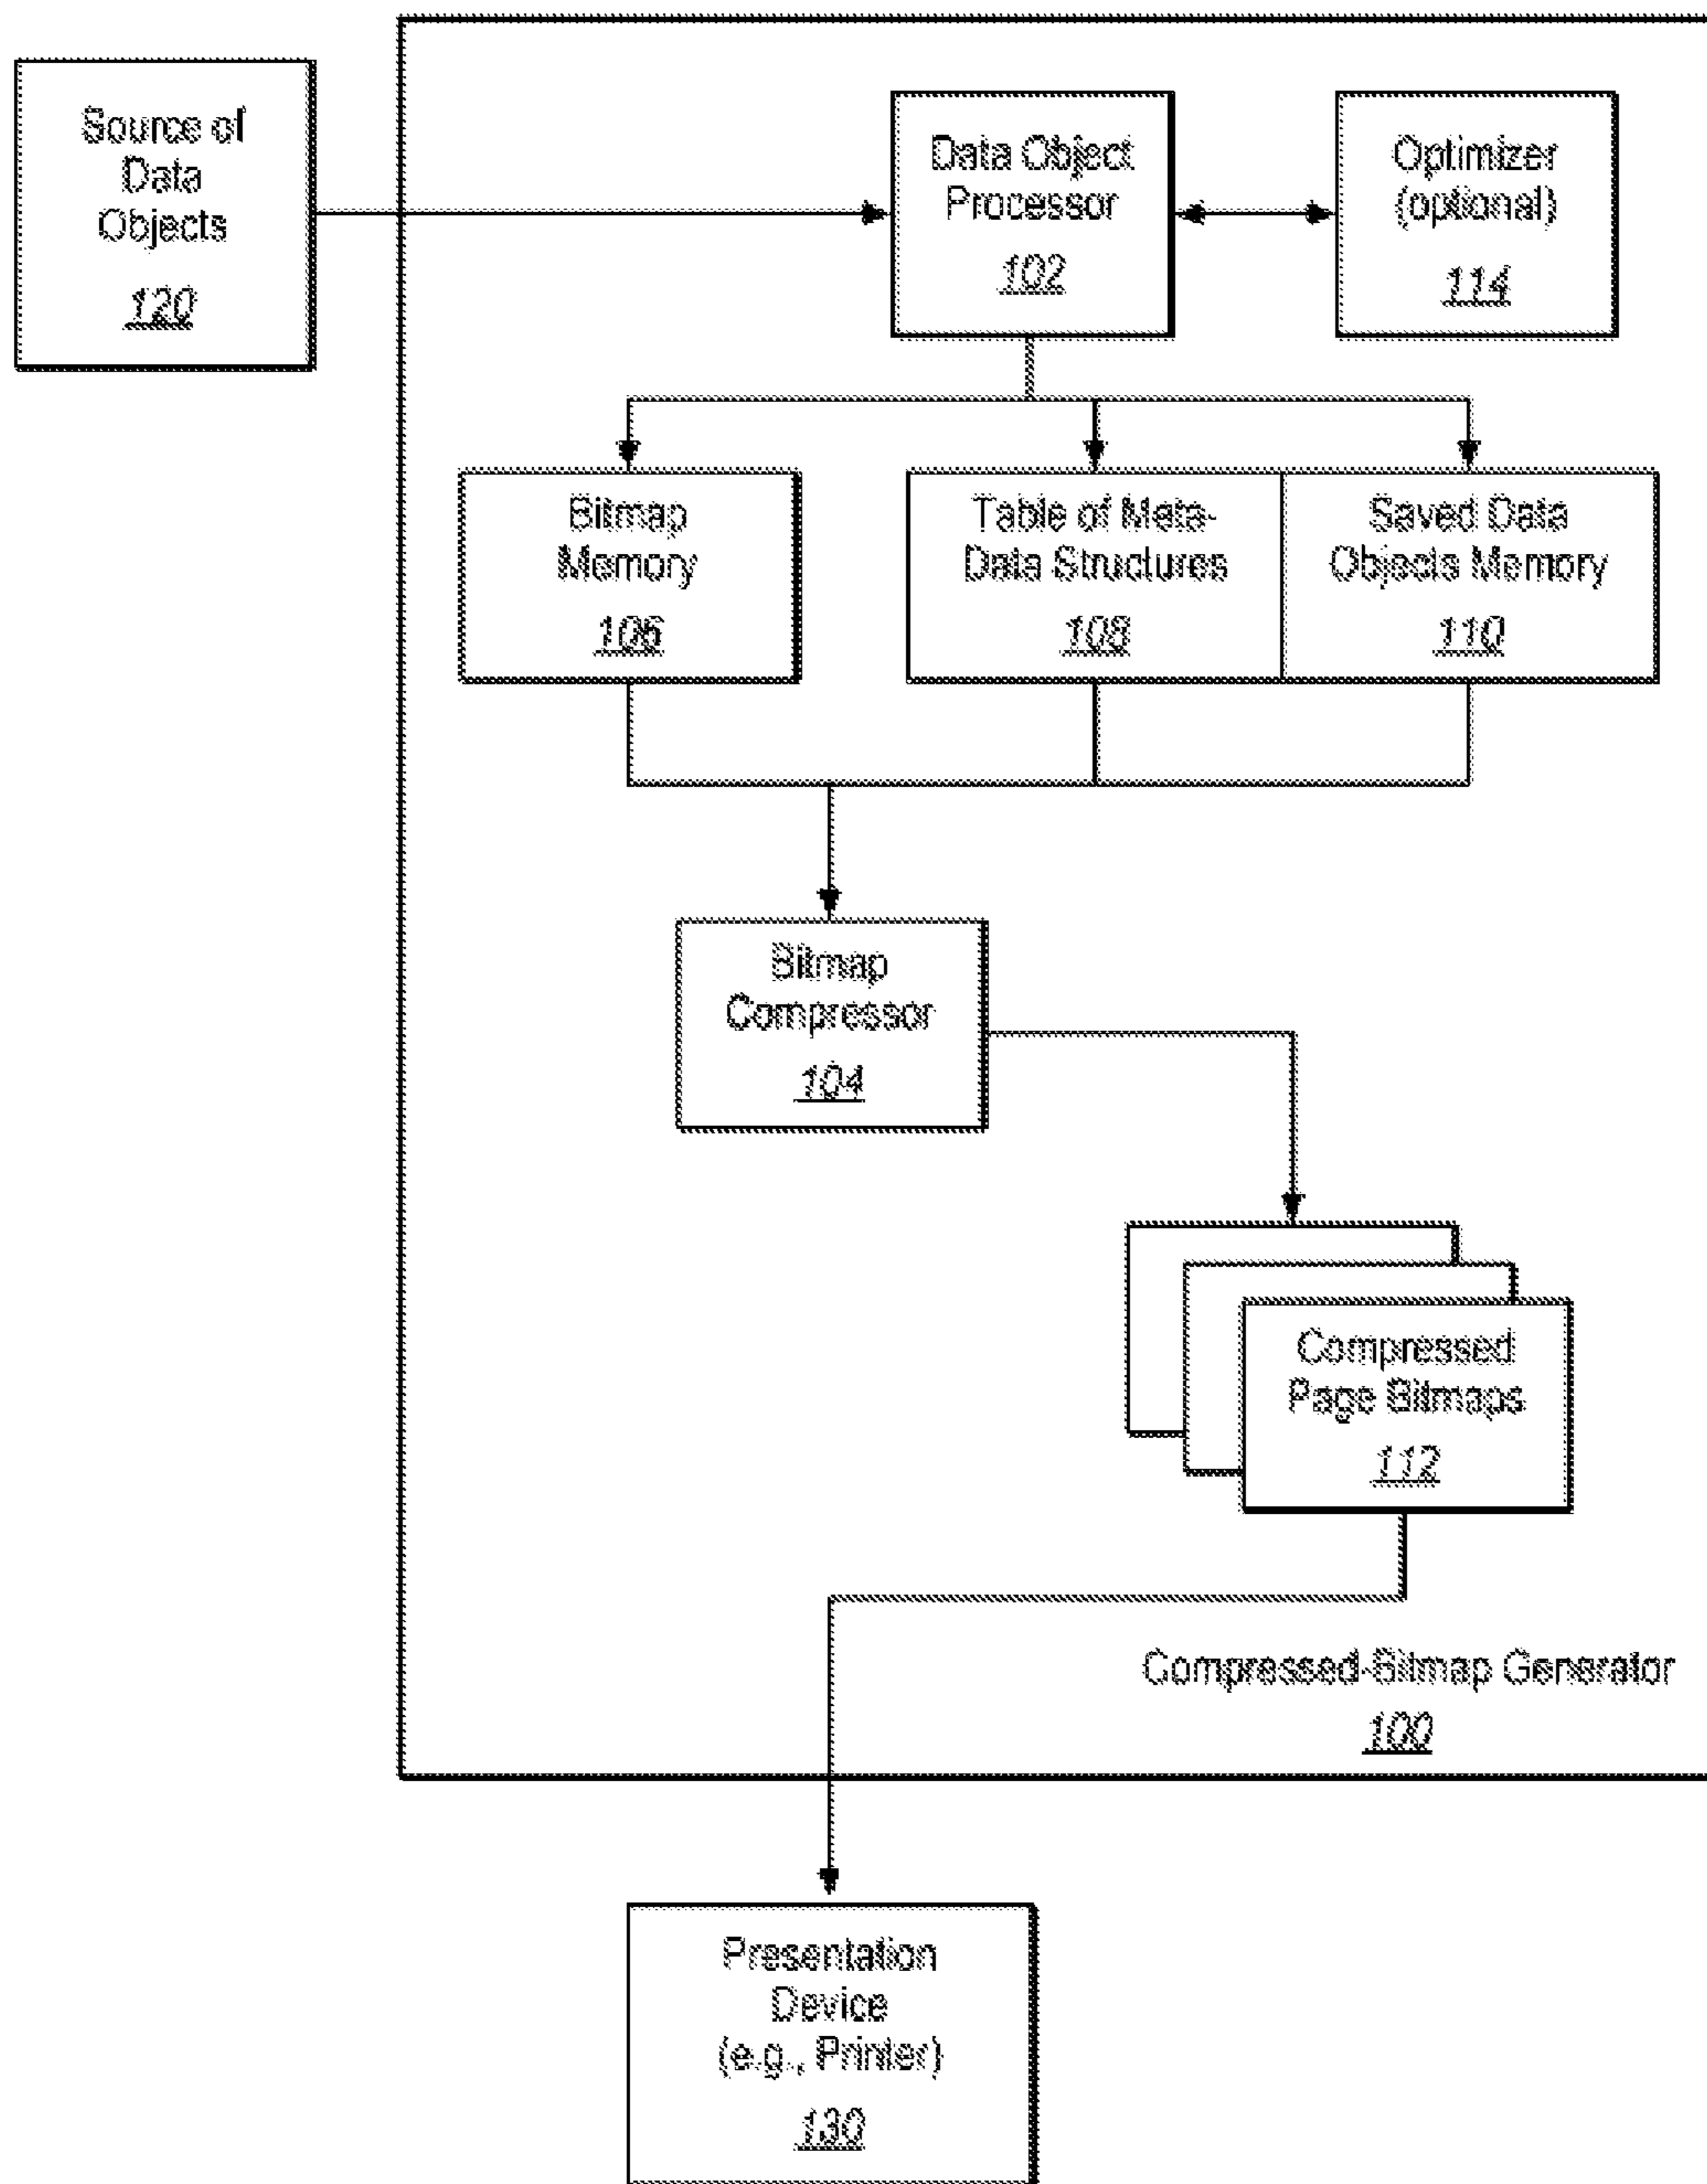 Source of
Data
Objects
120
Data Object
Processor
102
Optimizer
(optional)
114
Bitmap
Memory
106
Table of Meta-
Data Structures
108
Saved Data
Objects Memory
110
Bitmap
Compressor
104
Compressed
Page Bitmaps
112
Compressed-Bitmap Generator
100
Presentation
Device
(e.g., Printer)
130